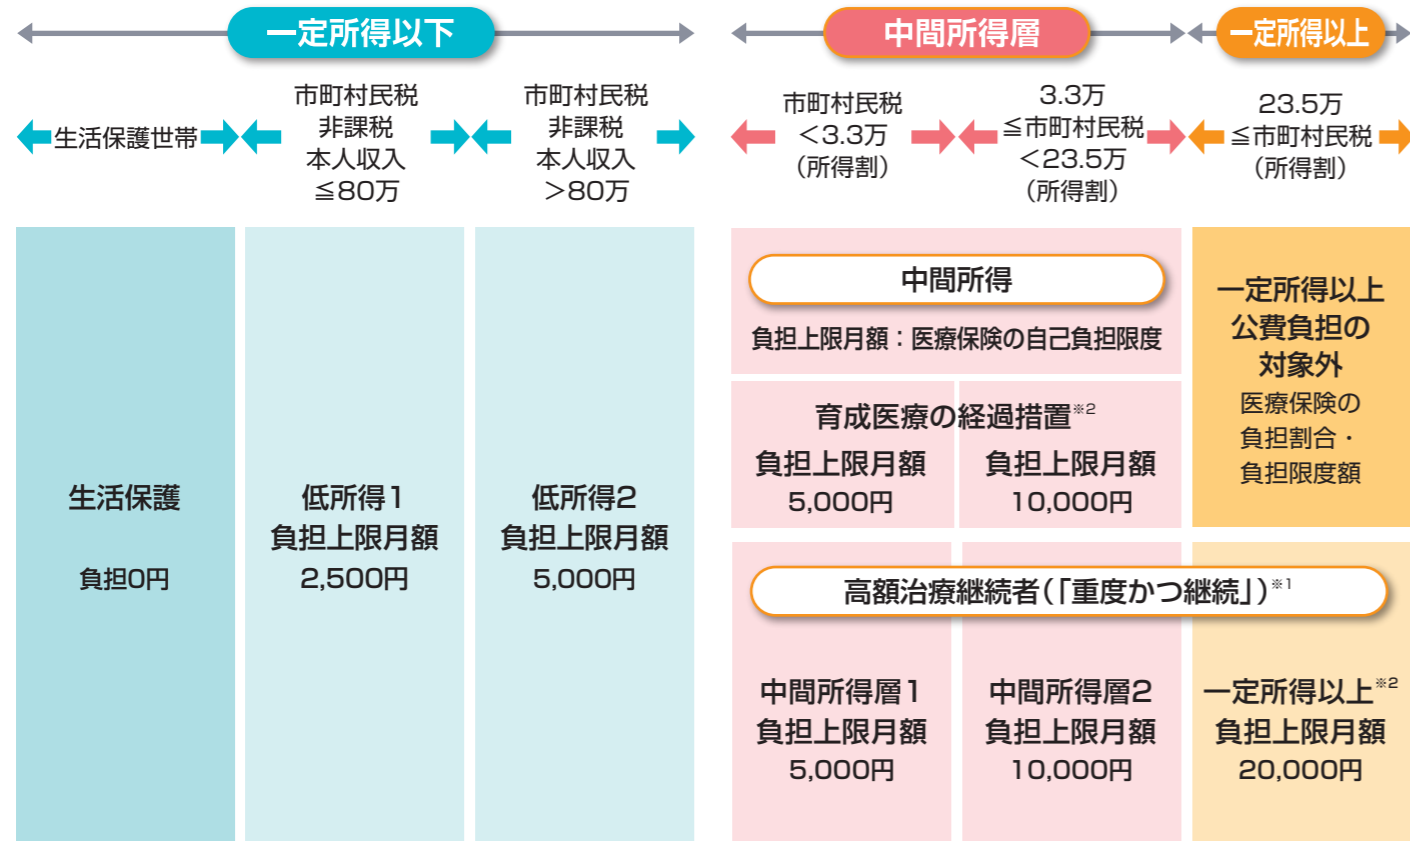 一定所得以下
中間所得層
一定所得以上
生活保護世帯
市町村民税
非課税
本人収入
≦80万
市町村民税
非課税
本人収入
＞80万
市町村民税
＜3.3万
（所得割）
3.3万
≦市町村民税
＜23.5万
（所得割）
23.5万
≦市町村民税
（所得割）
生活保護
負担0円
低所得1
負担上限月額
2,500円
低所得2
負担上限月額
5,000円
中間所得
負担上限月額：医療保険の自己負担限度
育成医療の経過措置※2
負担上限月額
5,000円
負担上限月額
10,000円
一定所得以上
公費負担の
対象外
医療保険の
負担割合・
負担限度額
高額治療継続者（「重度かつ継続」）※1
中間所得層1
負担上限月額
5,000円
中間所得層2
負担上限月額
10,000円
一定所得以上※2
負担上限月額
20,000円